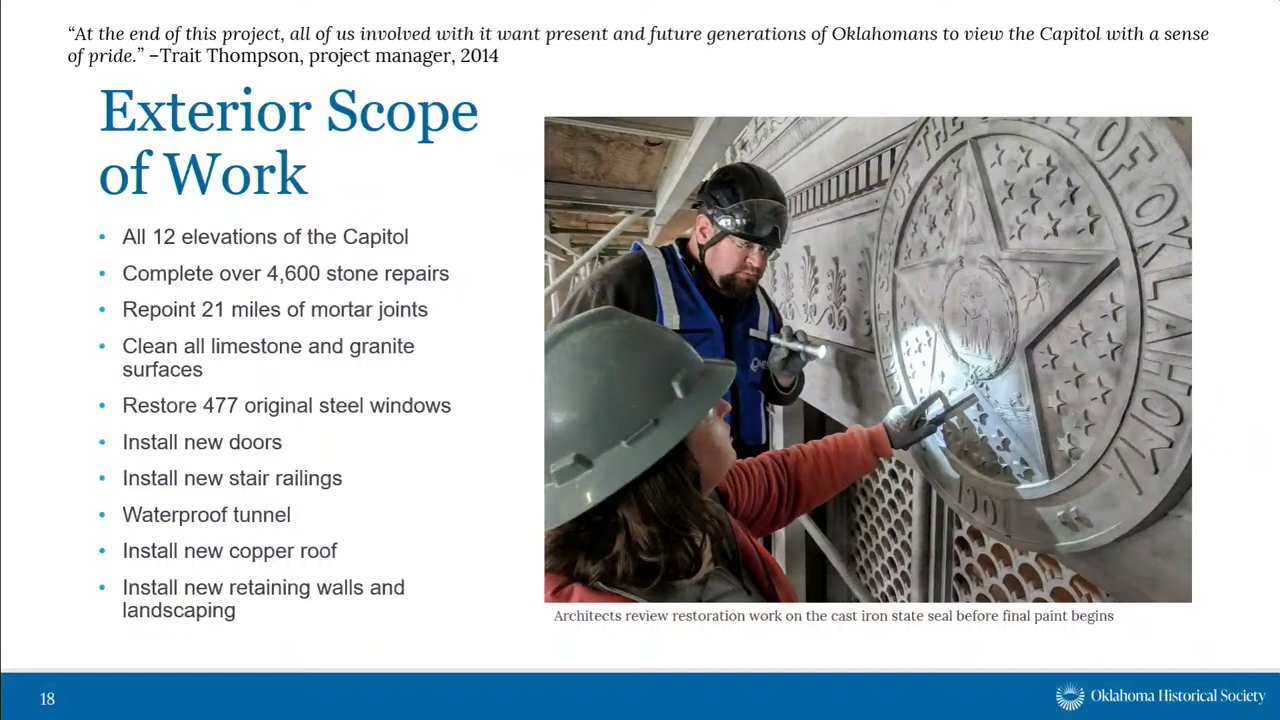 “At the end of this project, all of us involved with it want present and future generations of Oklahomans to view the Capitol with a sense
of pride.” –Trait Thompson, project manager, 2014
Exterior Scope
of Work
• All 12 elevations of the Capitol
• Complete over 4,600 stone repairs
• Repoint 21 miles of mortar joints
• Clean all limestone and granite
surfaces
• Restore 477 original steel windows
• Install new doors
• Install new stair railings
• Waterproof tunnel
• Install new copper roof
• Install new retaining walls and
landscaping
OF THE
OF OKLAHOMA
Architects review restoration work on the cast iron state seal before final paint begins
18
Oklahoma Historical Society